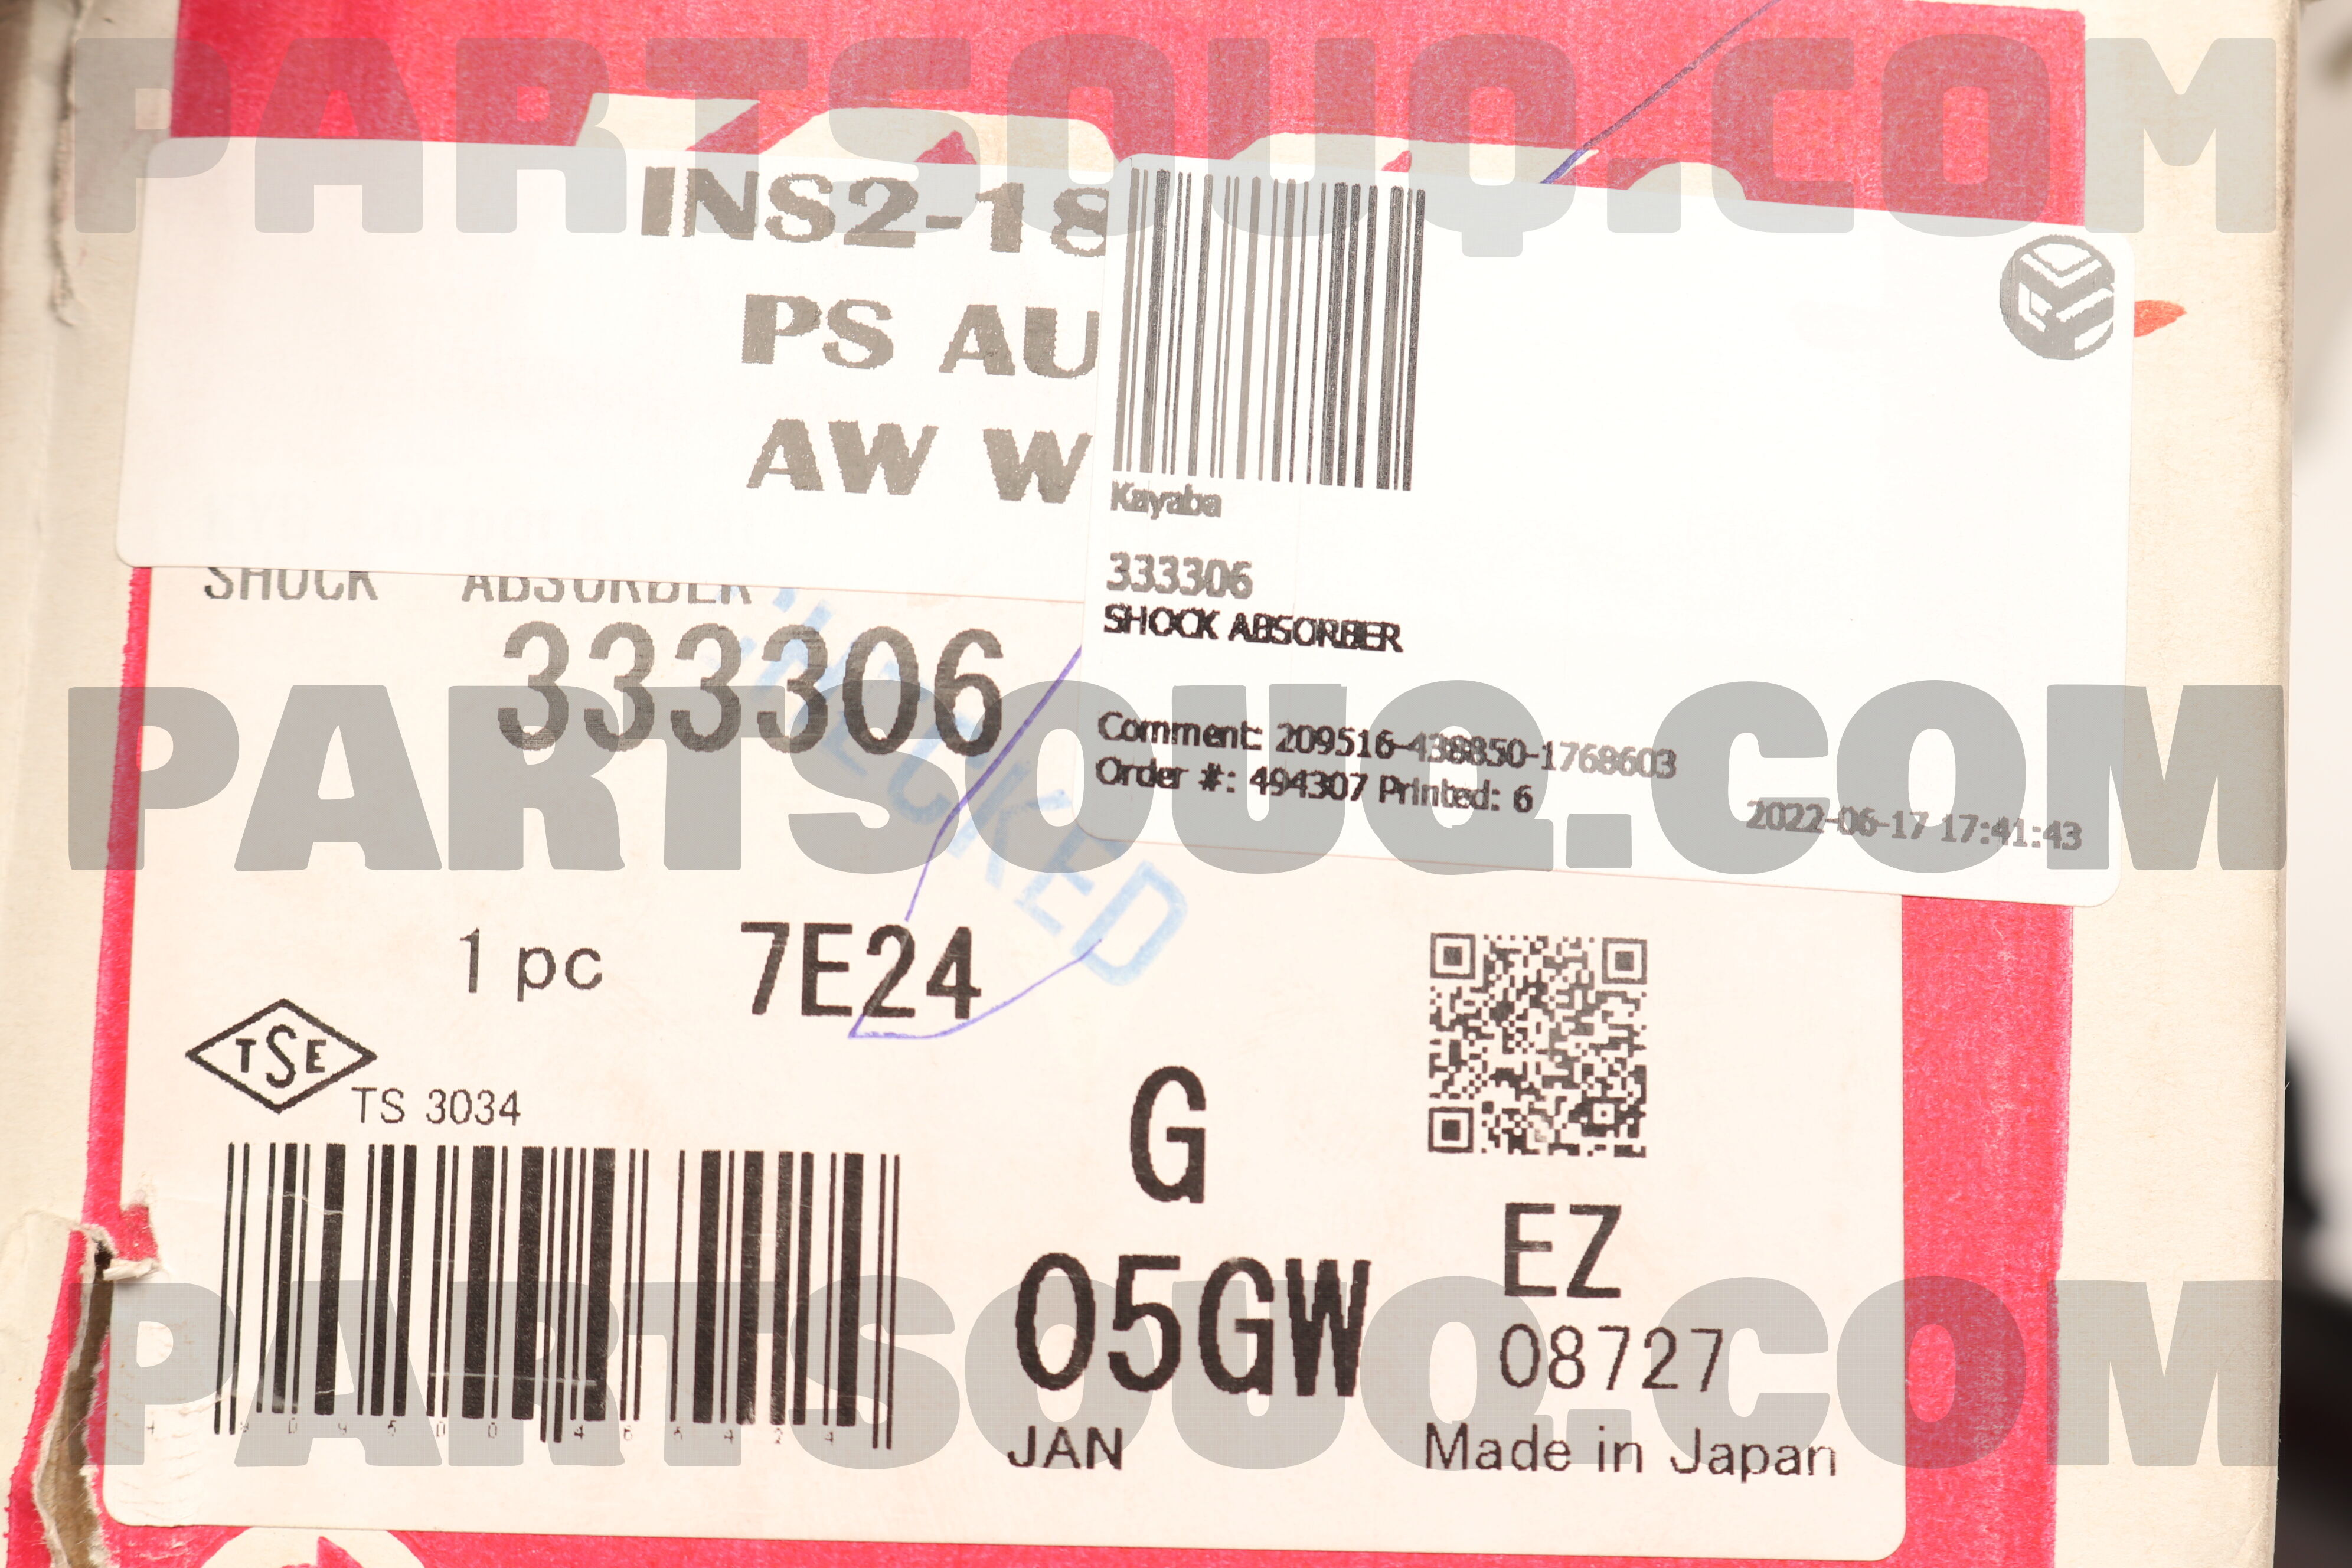 PARTSOUQ.COM
INS2-18
PS AU
AW W
Kayaba
333306
SHOCK ABSORBER
Comment: 209516-438850-1768603
Order #: 494307 Printed: 6
2022-06-17 17:41:43
SHOCK ABSORBER
333306
PARTSOUQ.COM
1 pc 7E24
TSE
TS 3034
G
05GW
EZ
08727
PARTSOUQ.COM
JAN
Made in Japan